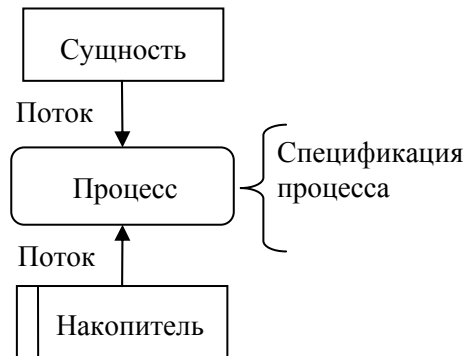 Сущность
Поток
Процесс
Спецификация
процесса
Поток
Накопитель